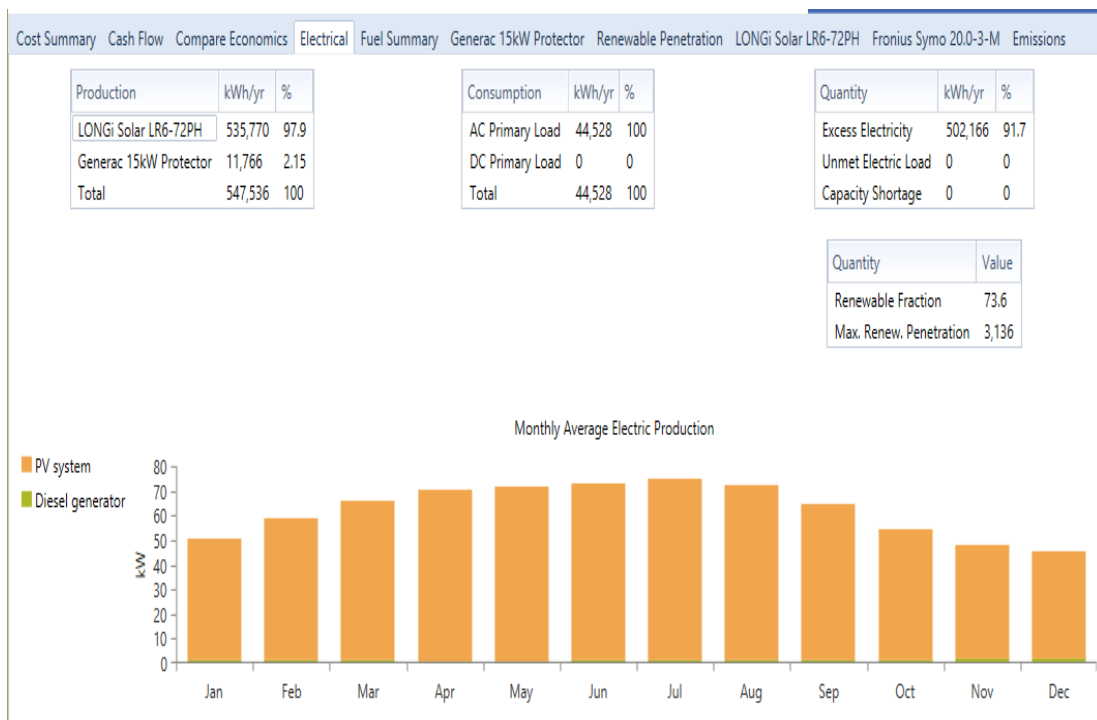 Cost Summary Cash Flow Compare Economics Electrical Fuel Summary Generac 15kW Protector Renewable Penetration LONGi Solar LR6-72PH Fronius Symo 20.0-3-M Emissions
Production kWh/yr %
LONGi Solar LR6-72PH 535,770 97.9
Generac 15kW Protector 11,766 2.15
Total 547,536 100
Consumption kWh/yr %
AC Primary Load 44,528 100
DC Primary Load 0 0
Total 44,528 100
Quantity kWh/yr %
Excess Electricity 502,166 91.7
Unmet Electric Load 0 0
Capacity Shortage 0 0
Quantity Value
Renewable Fraction 73.6
Max. Renew. Penetration 3,136
Monthly Average Electric Production
PV system
Diesel generator
kW
80
70
60
50
40
30
20
10
0
Jan Feb Mar Apr May Jun Jul Aug Sep Oct Nov Dec